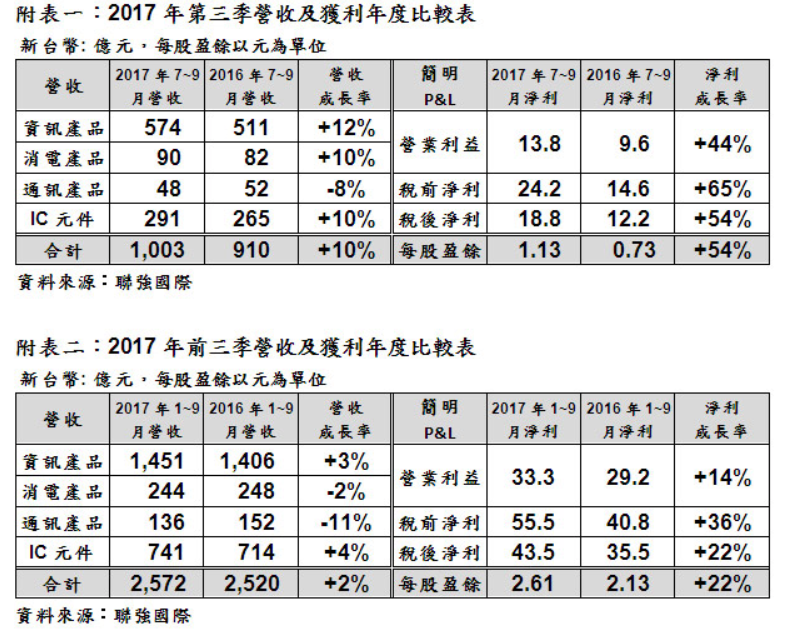 附表一：2017 年第三季營收及獲利年度比較表
新台幣: 億元，每股盈餘以元為單位
營收 2017 年 7~9 月營收 2016 年 7~9 月營收 營收 成長率 簡明 P&L 2017 年 7~9 月淨利 2016 年 7~9 月淨利 淨利 成長率
資訊產品 574 511 +12% 營業利益 13.8 9.6 +44%
消電產品 90 82 +10%
通訊產品 48 52 -8% 稅前淨利 24.2 14.6 +65%
IC 元件 291 265 +10% 稅後淨利 18.8 12.2 +54%
合計 1,003 910 +10% 每股盈餘 1.13 0.73 +54%
資料來源：聯強國際
附表二：2017 年前三季營收及獲利年度比較表
新台幣: 億元，每股盈餘以元為單位
營收 2017 年 1~9 月營收 2016 年 1~9 月營收 營收 成長率 簡明 P&L 2017 年 1~9 月淨利 2016 年 1~9 月淨利 淨利 成長率
資訊產品 1,451 1,406 +3% 營業利益 33.3 29.2 +14%
消電產品 244 248 -2%
通訊產品 136 152 -11% 稅前淨利 55.5 40.8 +36%
IC 元件 741 714 +4% 稅後淨利 43.5 35.5 +22%
合計 2,572 2,520 +2% 每股盈餘 2.61 2.13 +22%
資料來源：聯強國際